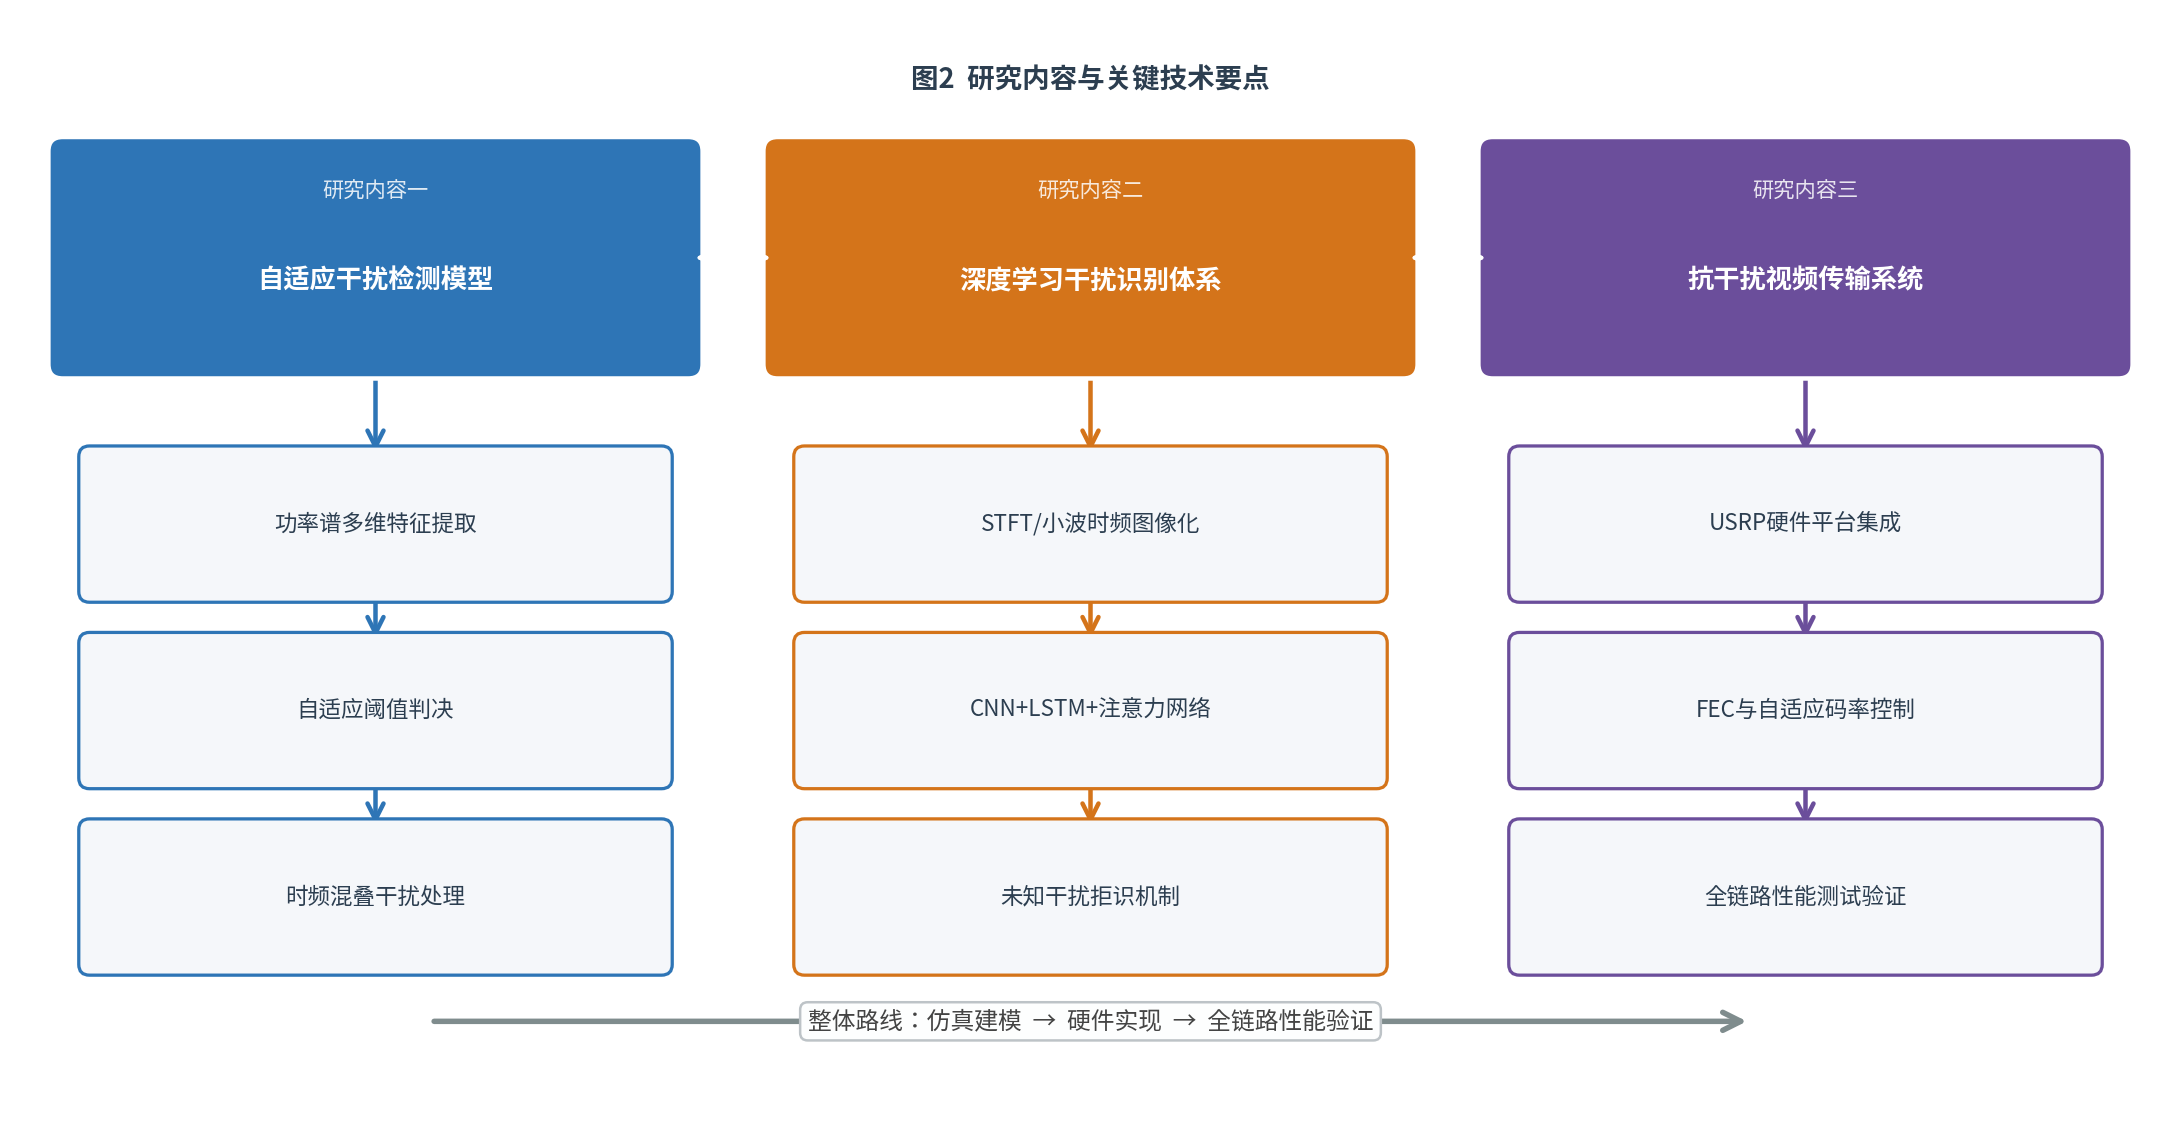 图2 研究内容与关键技术要点
研究内容一
自适应干扰检测模型
功率谱多维特征提取
自适应阈值判决
时频混叠干扰处理
研究内容二
深度学习干扰识别体系
STFT/小波时频图像化
CNN+LSTM+注意力网络
未知干扰拒识机制
研究内容三
抗干扰视频传输系统
USRP硬件平台集成
FEC与自适应码率控制
全链路性能测试验证
整体路线：仿真建模 → 硬件实现 → 全链路性能验证